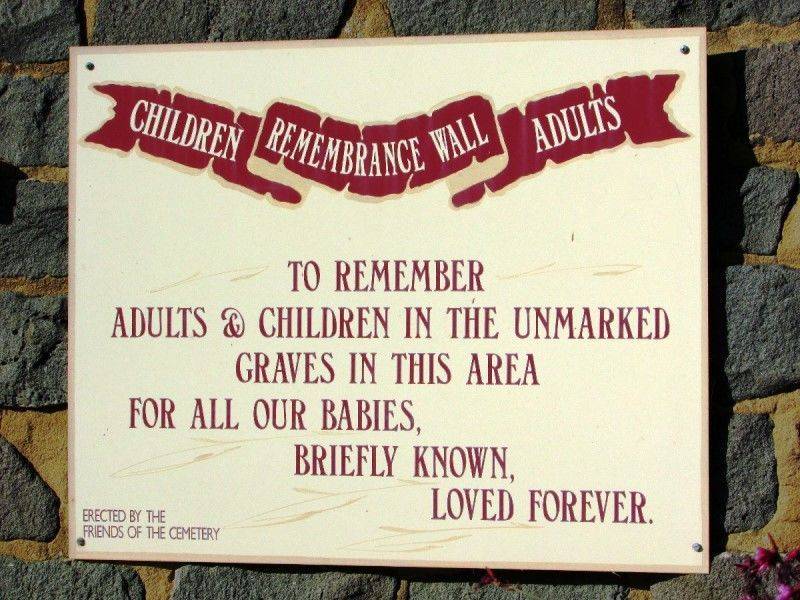 CHILDREN REMEMBRANCE WALL ADULTS
TO REMEMBER
ADULTS & CHILDREN IN THE UNMARKED
GRAVES IN THIS AREA
FOR ALL OUR BABIES,
BRIEFLY KNOWN,
LOVED FOREVER.
ERECTED BY THE
FRIENDS OF THE CEMETERY